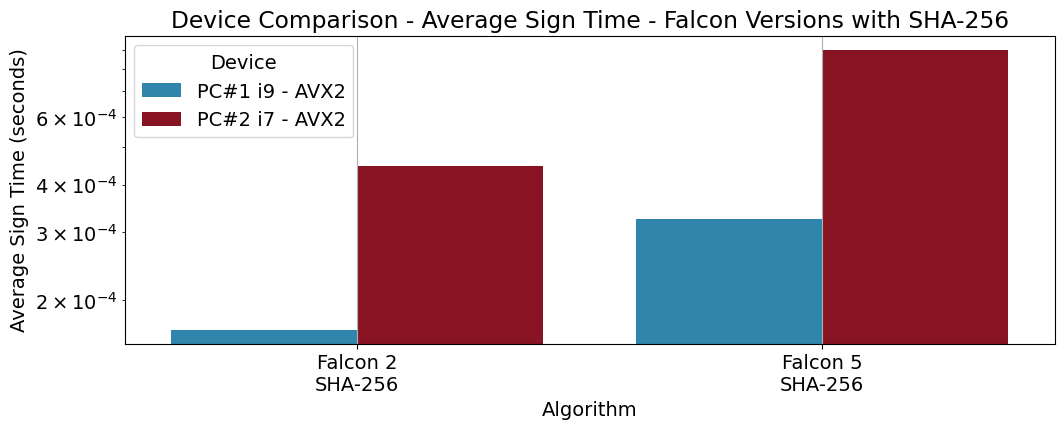 Device Comparison - Average Sign Time - Falcon Versions with SHA-256
Average Sign Time (seconds)
Device
PC#1 i9 - AVX2
PC#2 i7 - AVX2
6 × 10⁻⁴
4 × 10⁻⁴
3 × 10⁻⁴
2 × 10⁻⁴
Falcon 2
SHA-256
Falcon 5
SHA-256
Algorithm